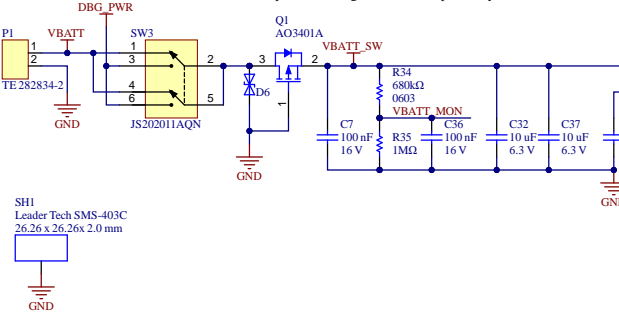 DBG_PWR
P1
VBATT
1
2
TE 282834-2
GND
SW3
1
3
4
6
2
5
JS202011AQN
D6
GND
Q1
AO3401A
3
2
1
VBATT_SW
R34
680kΩ
0603
VBATT_MON
C7
100 nF
16 V
R35
1MΩ
C36
100 nF
16 V
C32
10 uF
6.3 V
C37
10 uF
6.3 V
SH1
Leader Tech SMS-403C
26.26 x 26.26x 2.0 mm
GND